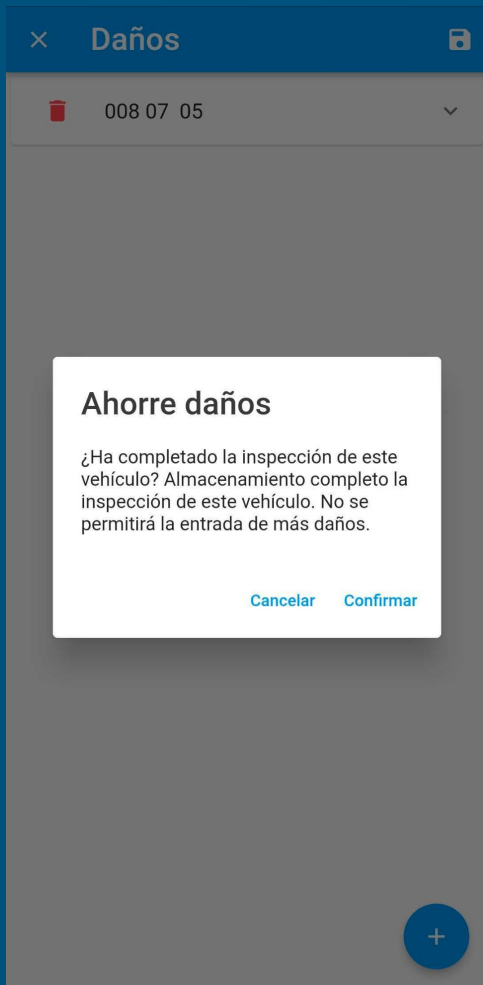 Daños
008 07 05
Ahorre daños
¿Ha completado la inspección de este
vehículo? Almacenamiento completo la
inspección de este vehículo. No se
permitirá la entrada de más daños.
Cancelar Confirmar